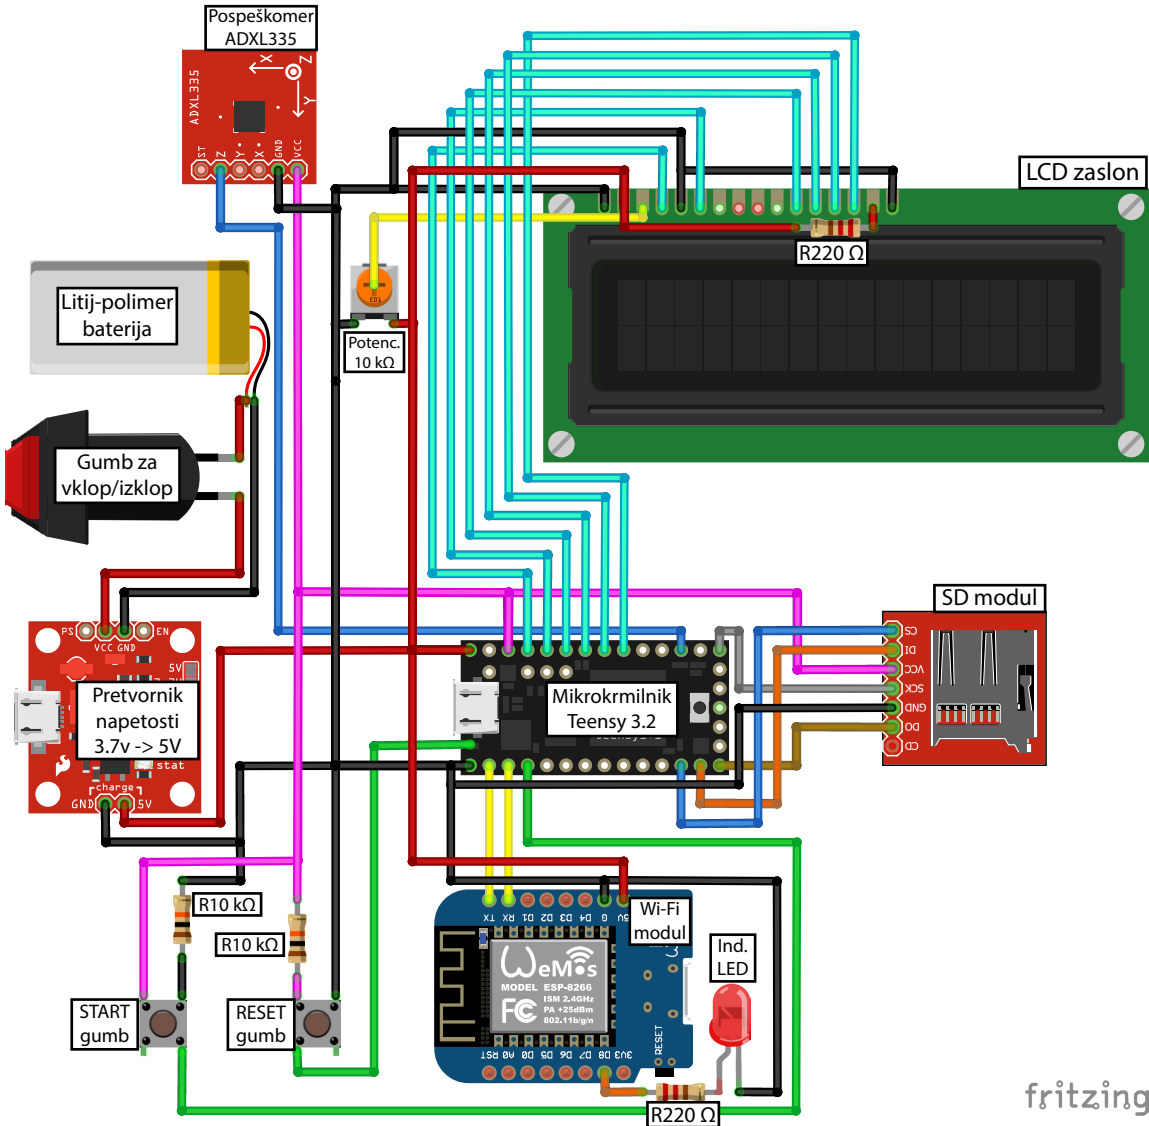 Pospeškomer
ADXL335
X
Z
Y
ADXL335
ST
Z
Y
X
GND
VCC
LCD zaslon
R220 Ω
Litij-polimer
baterija
Potenc.
10 kΩ
Gumb za
vklop/izklop
SD modul
PS
VCC
GND
EN
5V
Pretvornik
napetosti
3.7v -> 5V
stat
charge
GND
5V
Mikrokrmilnik
Teensy 3.2
CS
DI
VCC
SCK
GND
DO
CD
R10 kΩ
R10 kΩ
TX
RX
D1
D2
D3
D4
G
5V
Wi-Fi
modul
Ind.
LED
WeMos
MODEL
ESP-8266
ISM 2.4GHz
PA +25dBm
802.11b/g/n
FC
START
gumb
RESET
gumb
RST
A0
D0
D5
D6
D7
D8
3V3
RESET
R220 Ω
fritzing